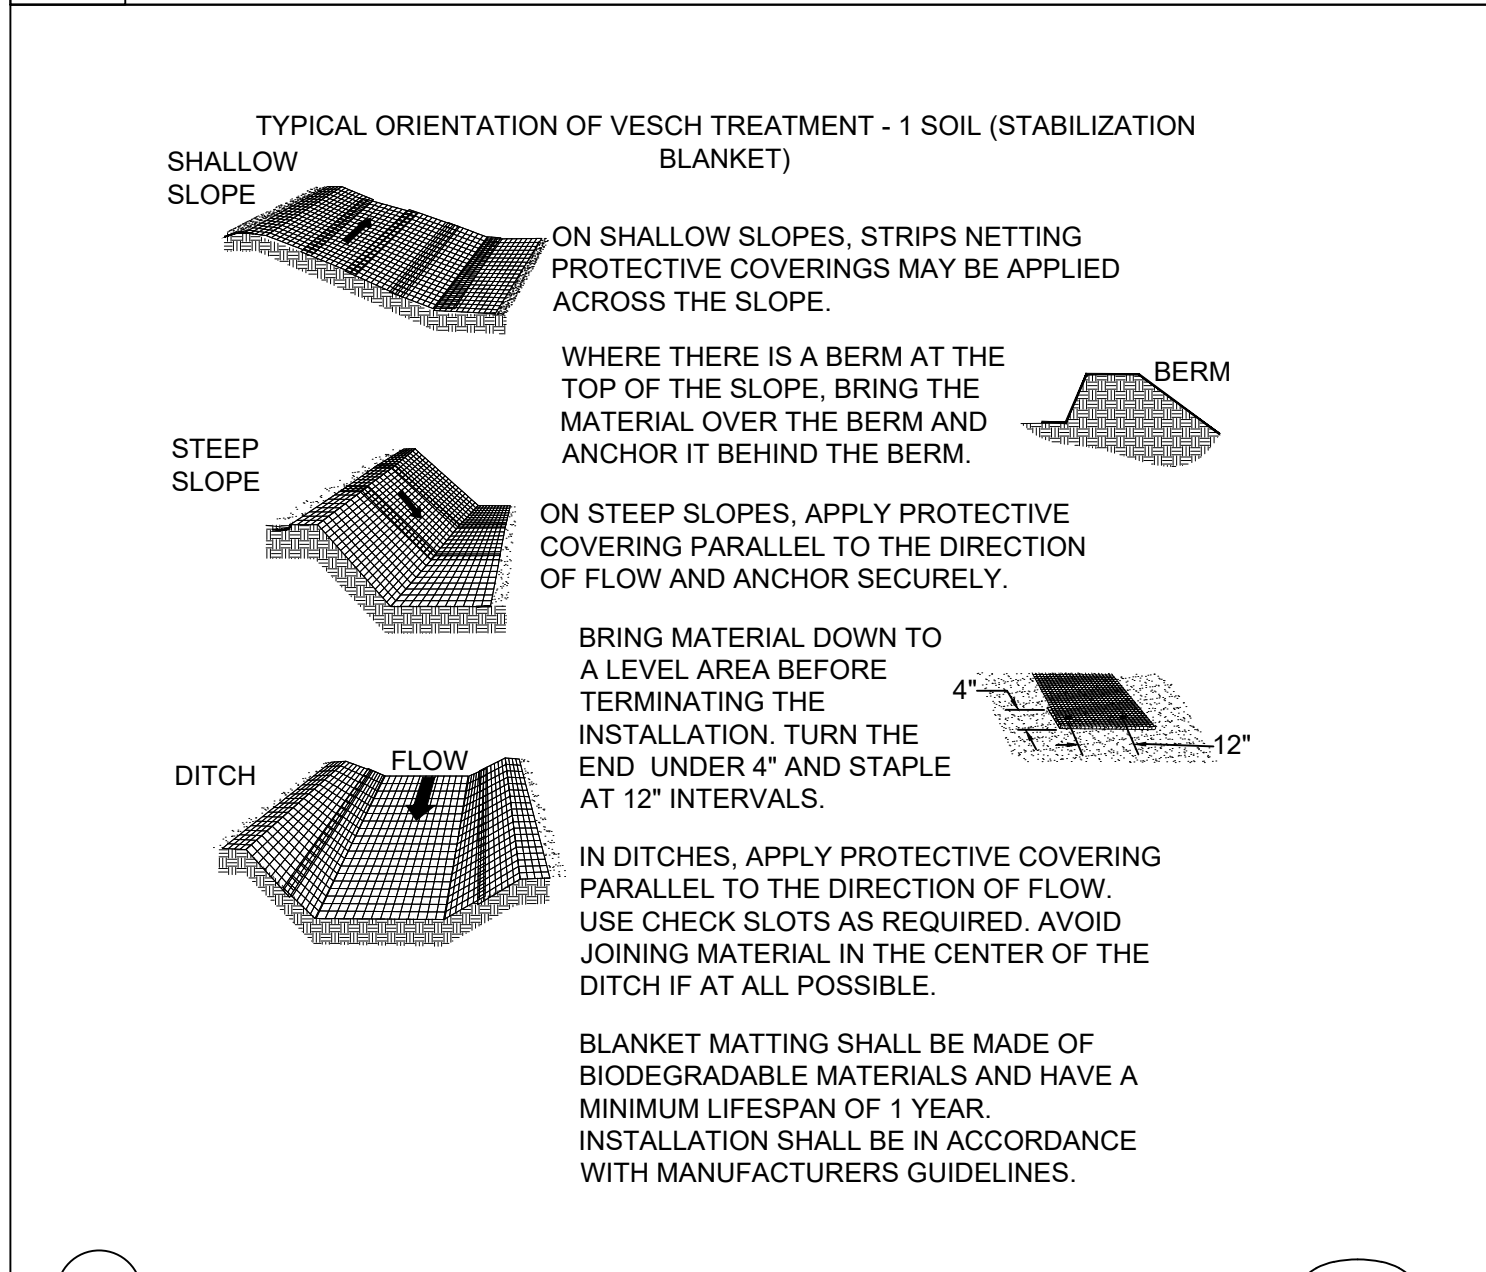 TYPICAL ORIENTATION OF VESCH TREATMENT - 1 SOIL (STABILIZATION
BLANKET)
SHALLOW
SLOPE
ON SHALLOW SLOPES, STRIPS NETTING
PROTECTIVE COVERINGS MAY BE APPLIED
ACROSS THE SLOPE.
WHERE THERE IS A BERM AT THE
TOP OF THE SLOPE, BRING THE
MATERIAL OVER THE BERM AND
ANCHOR IT BEHIND THE BERM.
BERM
STEEP
SLOPE
ON STEEP SLOPES, APPLY PROTECTIVE
COVERING PARALLEL TO THE DIRECTION
OF FLOW AND ANCHOR SECURELY.
BRING MATERIAL DOWN TO
A LEVEL AREA BEFORE
TERMINATING THE
INSTALLATION. TURN THE
END UNDER 4" AND STAPLE
AT 12" INTERVALS.
4"
12"
DITCH
FLOW
IN DITCHES, APPLY PROTECTIVE COVERING
PARALLEL TO THE DIRECTION OF FLOW.
USE CHECK SLOTS AS REQUIRED. AVOID
JOINING MATERIAL IN THE CENTER OF THE
DITCH IF AT ALL POSSIBLE.
BLANKET MATTING SHALL BE MADE OF
BIODEGRADABLE MATERIALS AND HAVE A
MINIMUM LIFESPAN OF 1 YEAR.
INSTALLATION SHALL BE IN ACCORDANCE
WITH MANUFACTURERS GUIDELINES.